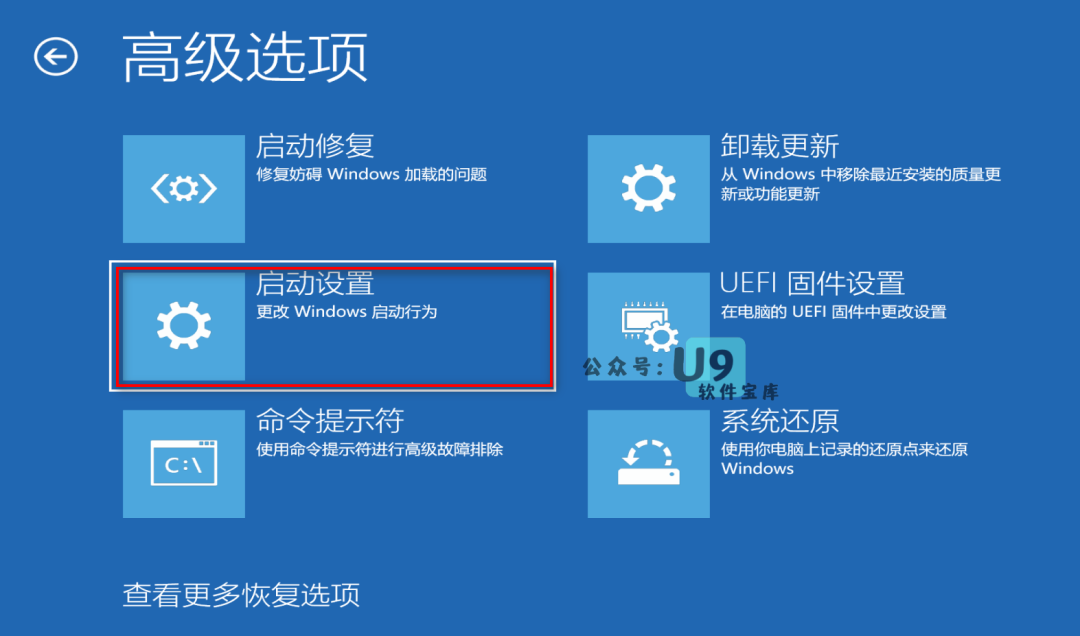 高级选项
启动修复
修复妨碍 Windows 加载的问题
卸载更新
从 Windows 中移除最近安装的质量更
新或功能更新
启动设置
更改 Windows 启动行为
UEFI 固件设置
在电脑的 UEFI 固件中更改设置
公众号：U9
软件宝库
命令提示符
使用命令提示符进行高级故障排除
C:\
系统还原
使用你电脑上记录的还原点来还原
Windows
查看更多恢复选项